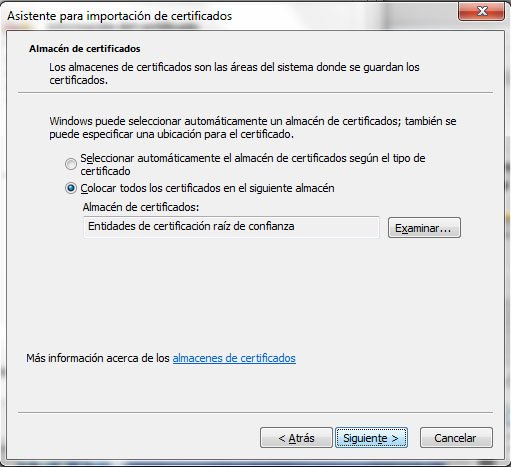 Asistente para importación de certificados
Almacén de certificados
Los almacenes de certificados son las áreas del sistema donde se guardan los
certificados.
Windows puede seleccionar automáticamente un almacén de certificados; también se
puede especificar una ubicación para el certificado.
Seleccionar automáticamente el almacén de certificados según el tipo de
certificado
Colocar todos los certificados en el siguiente almacén
Almacén de certificados:
Entidades de certificación raíz de confianza
Examinar...
Más información acerca de los almacenes de certificados
< Atrás
Siguiente >
Cancelar